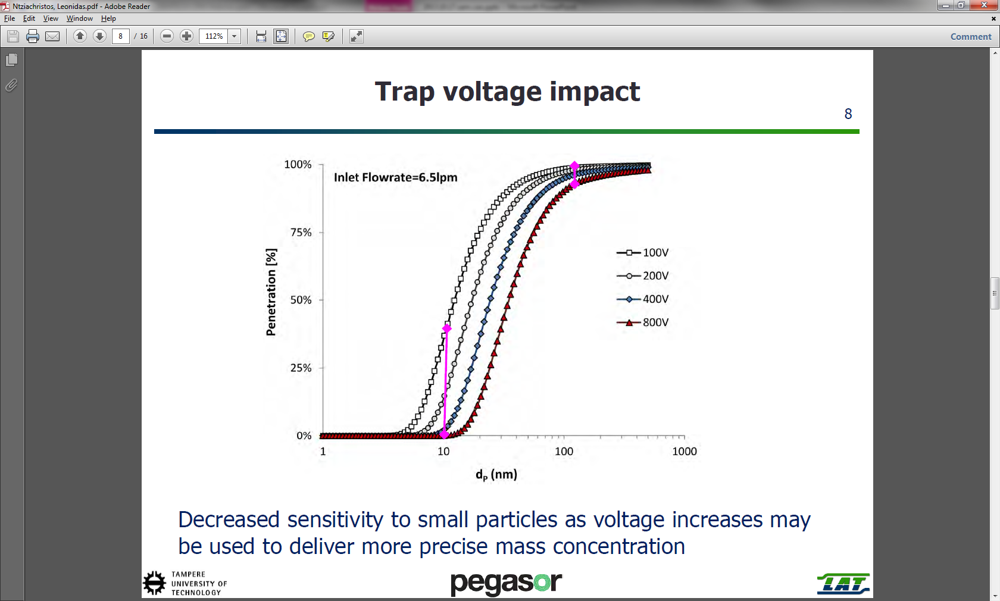 Ntziachristos, Leonidas.pdf - Adobe Reader
File Edit View Window Help
8 / 16
112%
Comment
Trap voltage impact
8
Inlet Flowrate=6.5lpm
100%
75%
50%
25%
0%
Penetration [%]
1 10 100 1000
dP (nm)
100V
200V
400V
800V
Decreased sensitivity to small particles as voltage increases may
be used to deliver more precise mass concentration
TAMPERE
UNIVERSITY OF
TECHNOLOGY
pegasor
LAT